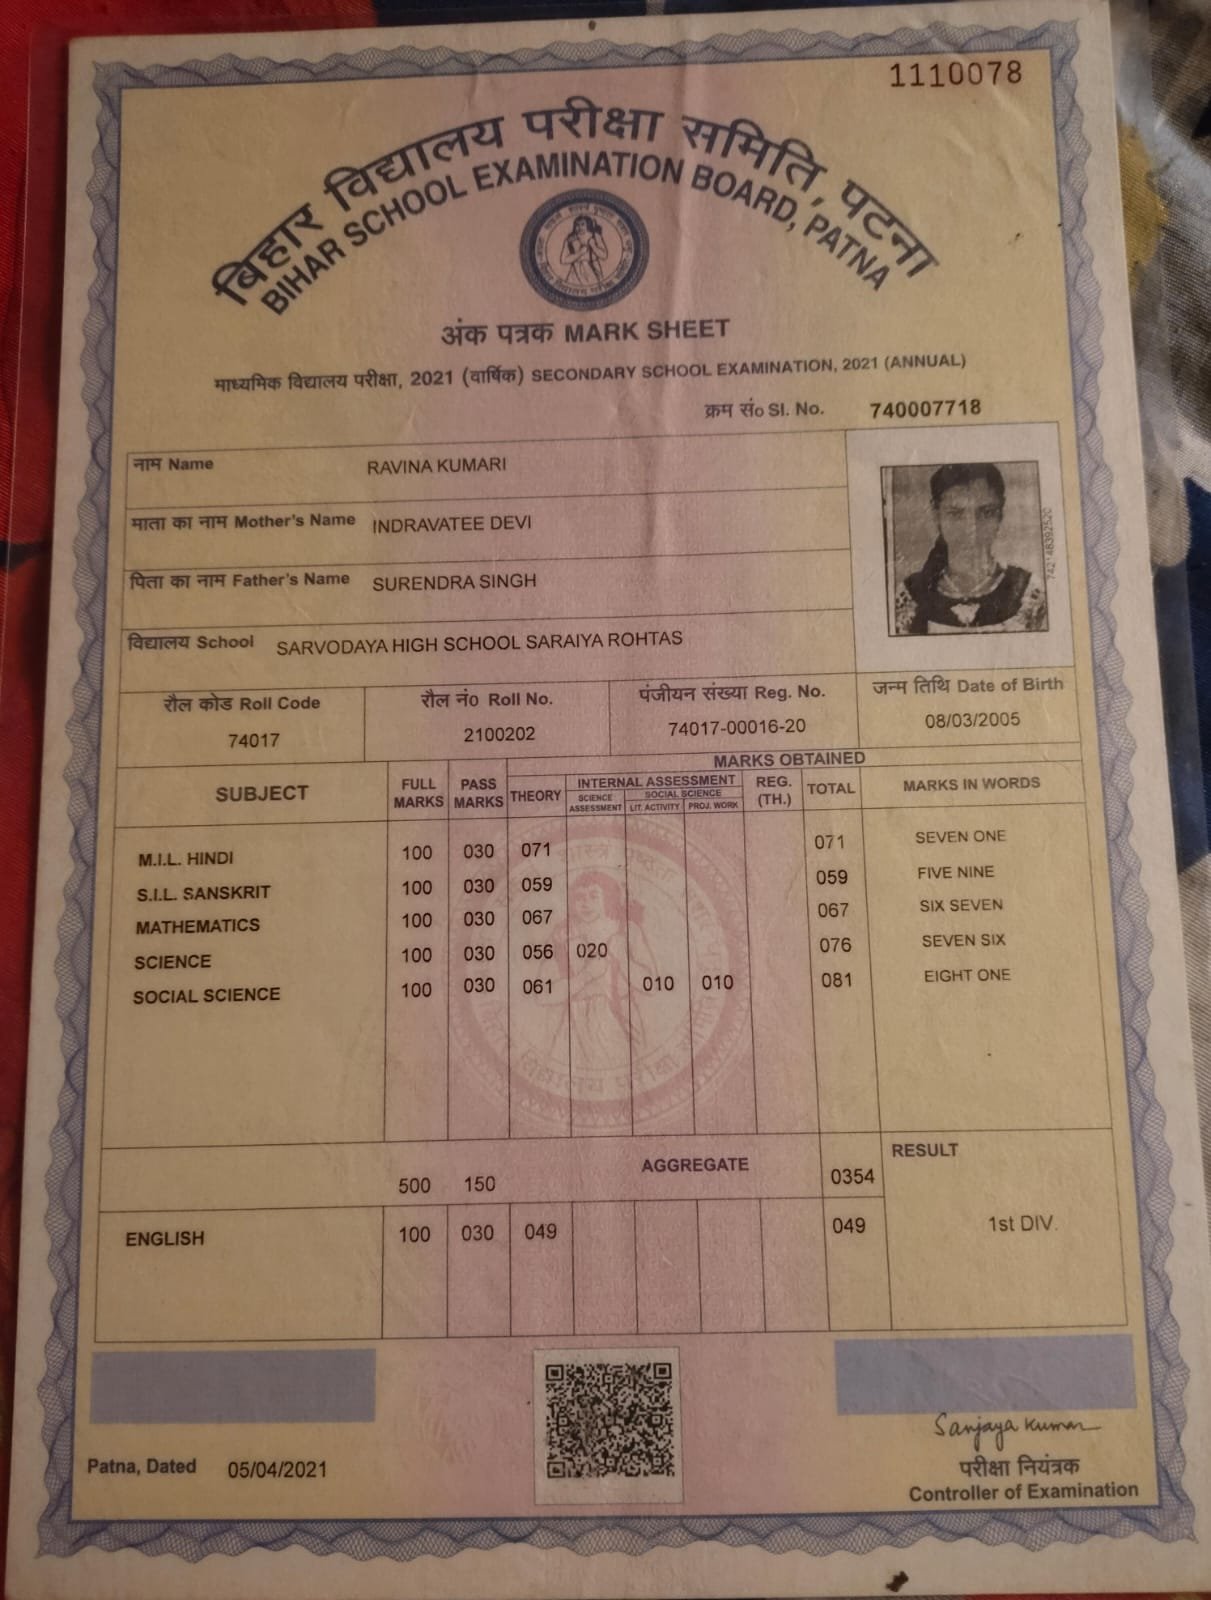 1110078
बिहार विद्यालय परीक्षा समिति, पटना
BIHAR SCHOOL EXAMINATION BOARD, PATNA
अंक पत्रक MARK SHEET
माध्यमिक विद्यालय परीक्षा, 2021 (वार्षिक) SECONDARY SCHOOL EXAMINATION, 2021 (ANNUAL)
क्रम सं० Sl. No. 740007718
नाम Name RAVINA KUMARI
माता का नाम Mother's Name INDRAVATEE DEVI
पिता का नाम Father's Name SURENDRA SINGH
विद्यालय School SARVODAYA HIGH SCHOOL SARAIYA ROHTAS
रौल कोड Roll Code रौल नं० Roll No. पंजीयन संख्या Reg. No. जन्म तिथि Date of Birth
74017 2100202 74017-00016-20 08/03/2005
MARKS OBTAINED
SUBJECT FULL MARKS PASS MARKS THEORY INTERNAL ASSESSMENT REG. (TH.) TOTAL MARKS IN WORDS
SCIENCE ASSESSMENT SOCIAL SCIENCE
LIT. ACTIVITY PROJ. WORK
M.I.L. HINDI 100 030 071 071 SEVEN ONE
S.I.L. SANSKRIT 100 030 059 059 FIVE NINE
MATHEMATICS 100 030 067 067 SIX SEVEN
SCIENCE 100 030 056 020 076 SEVEN SIX
SOCIAL SCIENCE 100 030 061 010 010 081 EIGHT ONE
500 150 AGGREGATE 0354 RESULT
ENGLISH 100 030 049 049 1st DIV.
Sanjaya Kumar
Patna, Dated 05/04/2021
परीक्षा नियंत्रक
Controller of Examination